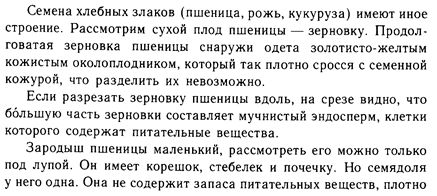 Семена хлебных злаков (пшеница, рожь, кукуруза) имеют иное
строение. Рассмотрим сухой плод пшеницы — зерновку. Продол-
говатая зерновка пшеницы снаружи одета золотисто-желтым
кожистым околоплодником, который так плотно сросся с семенной
кожурой, что разделить их невозможно.
Если разрезать зерновку пшеницы вдоль, на срезе видно, что
бо́льшую часть зерновки составляет мучнистый эндосперм, клетки
которого содержат питательные вещества.
Зародыш пшеницы маленький, рассмотреть его можно только
под лупой. Он имеет корешок, стебелек и почечку. Но семядоля
у него одна. Она не содержит запаса питательных веществ, плотно